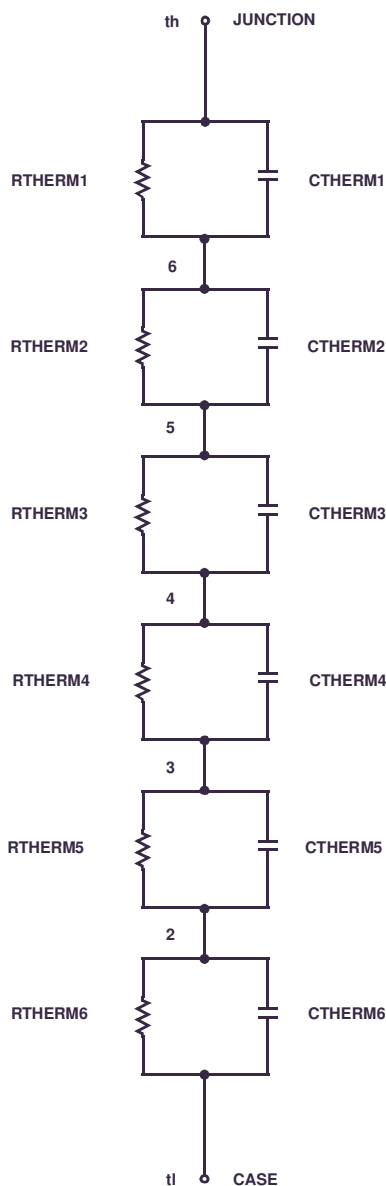 th JUNCTION
RTHERM1 CTHERM1
6
RTHERM2 CTHERM2
5
RTHERM3 CTHERM3
4
RTHERM4 CTHERM4
3
RTHERM5 CTHERM5
2
RTHERM6 CTHERM6
tl CASE